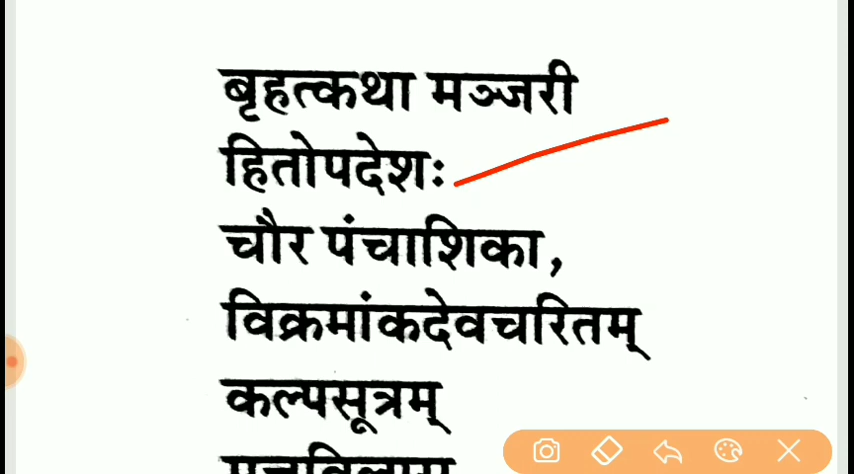 बृहत्कथा मञ्जरी
हितोपदेशः
चौर पंचाशिका,
विक्रमांकदेवचरितम्
कल्पसूत्रम्